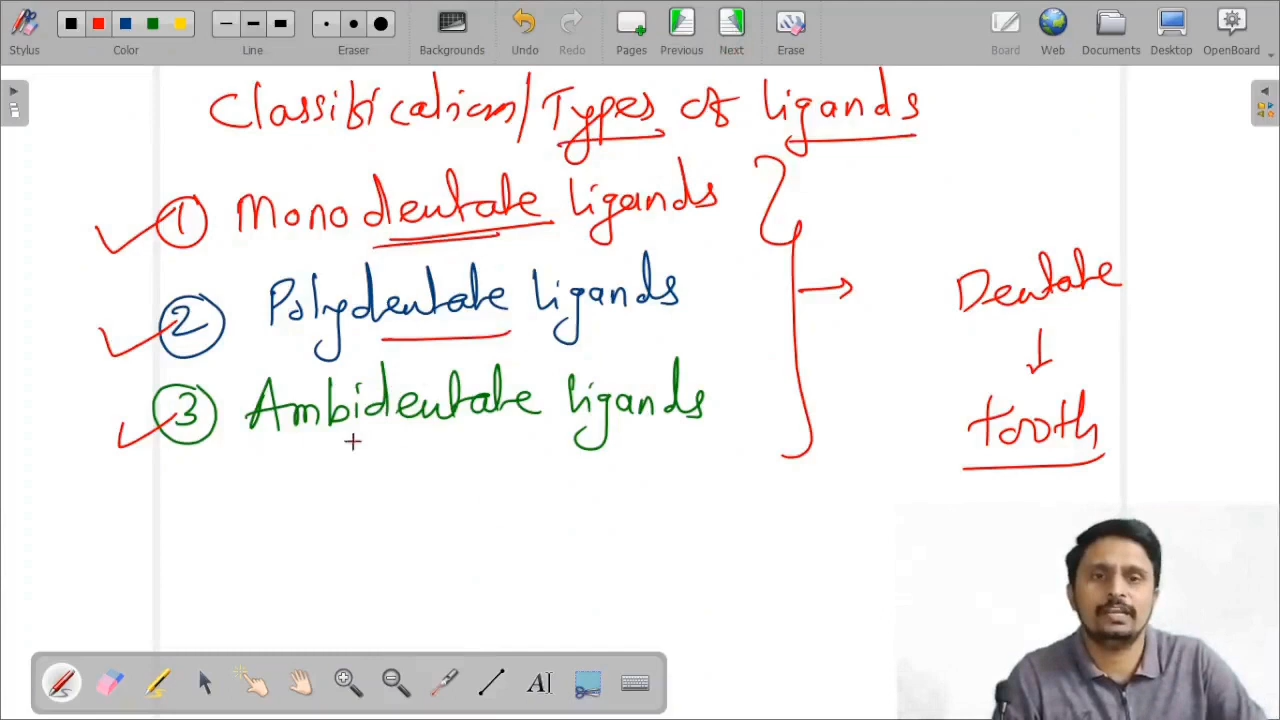 Stylus
Color
Line
Eraser
Backgrounds
Undo
Redo
Pages
Previous
Next
Erase
Board
Web
Documents
Desktop
OpenBoard
Classification/Types of ligands
1 Monodentate ligands
2 Polydentate ligands
3 Ambidentate ligands
→ Dentate
↓
tooth